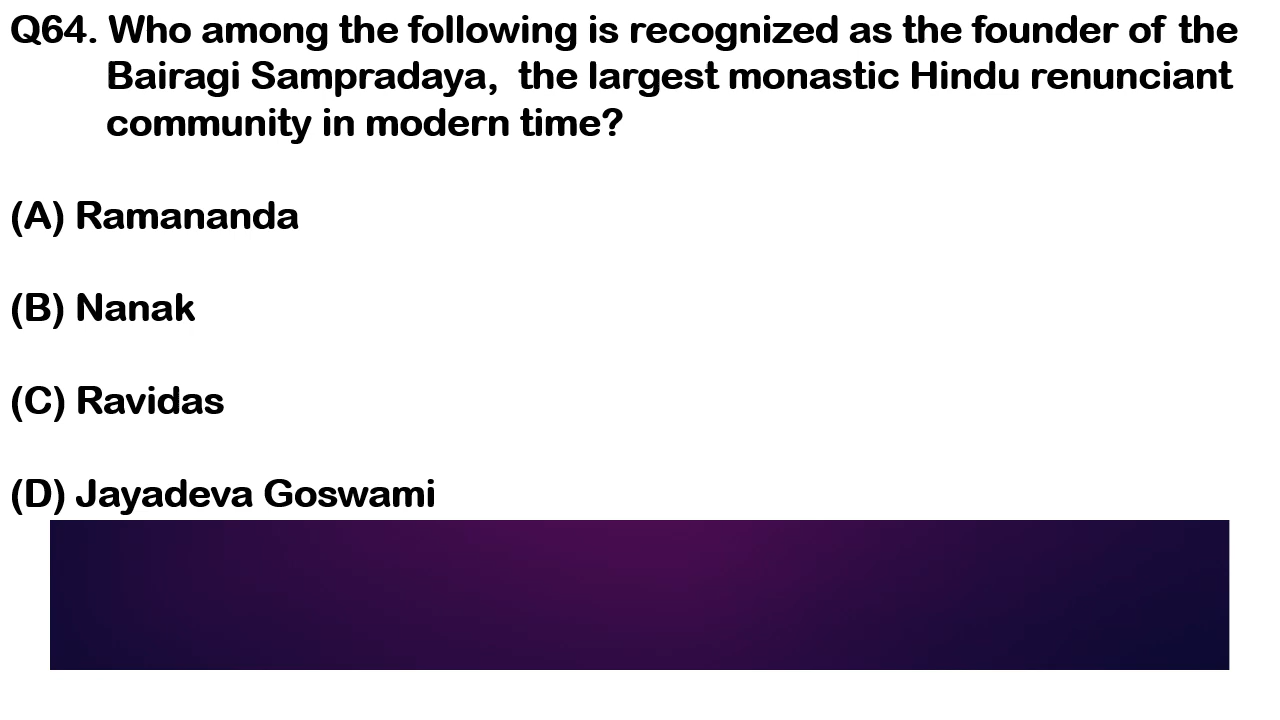 Q64. Who among the following is recognized as the founder of the
Bairagi Sampradaya,  the largest monastic Hindu renunciant
community in modern time?
(A) Ramananda
(B) Nanak
(C) Ravidas
(D) Jayadeva Goswami